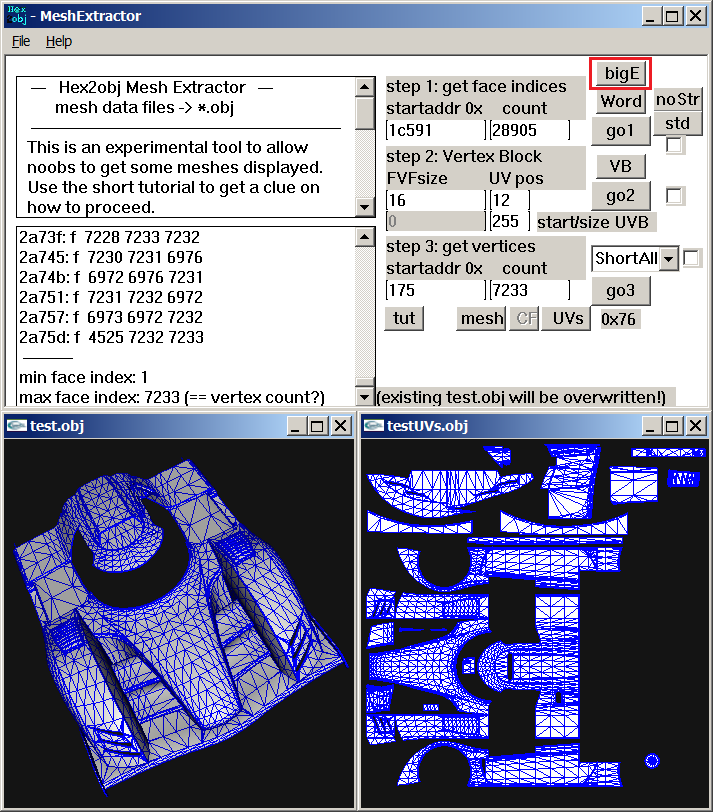 Hex
obj - MeshExtractor
File Help
— Hex2obj Mesh Extractor —
mesh data files -> *.obj
This is an experimental tool to allow
noobs to get some meshes displayed.
Use the short tutorial to get a clue on
how to proceed.
2a73f: f 7228 7233 7232
2a745: f 7230 7231 6976
2a74b: f 6972 6976 7231
2a751: f 7231 7232 6972
2a757: f 6973 6972 7232
2a75d: f 4525 7232 7233
min face index: 1
max face index: 7233 (== vertex count?)
step 1: get face indices
startaddr 0x count
1c591 28905
bigE
Word noStr
go1 std
step 2: Vertex Block
FVFsize UV pos
16 12
0 255 start/size UVB
VB
go2
step 3: get vertices
startaddr 0x count
175 7233
ShortAll
go3
tut mesh CF UVs 0x76
(existing test.obj will be overwritten!)
test.obj
testUVs.obj